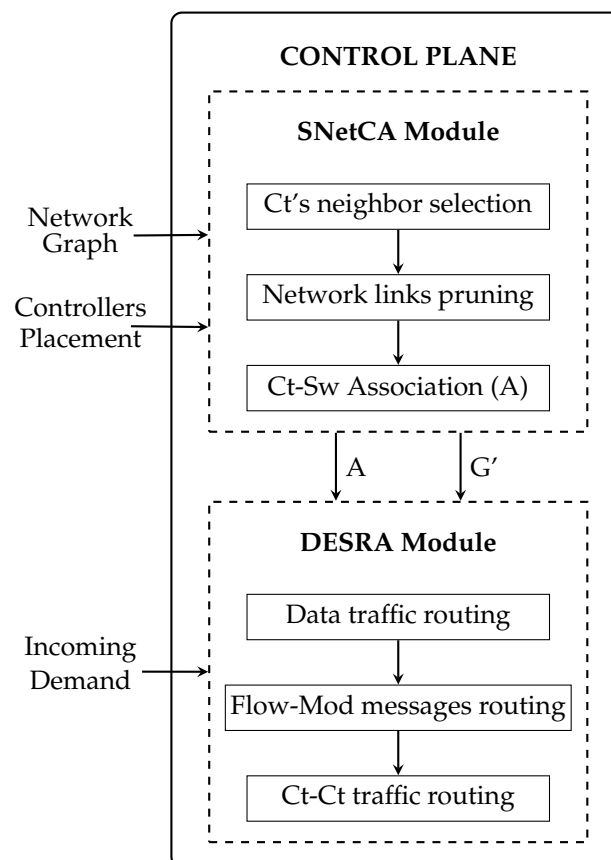 CONTROL PLANE
SNetCA Module
Ct's neighbor selection
Network
Graph
Network links pruning
Controllers
Placement
Ct-Sw Association (A)
A
G'
DESRA Module
Data traffic routing
Incoming
Demand
Flow-Mod messages routing
Ct-Ct traffic routing